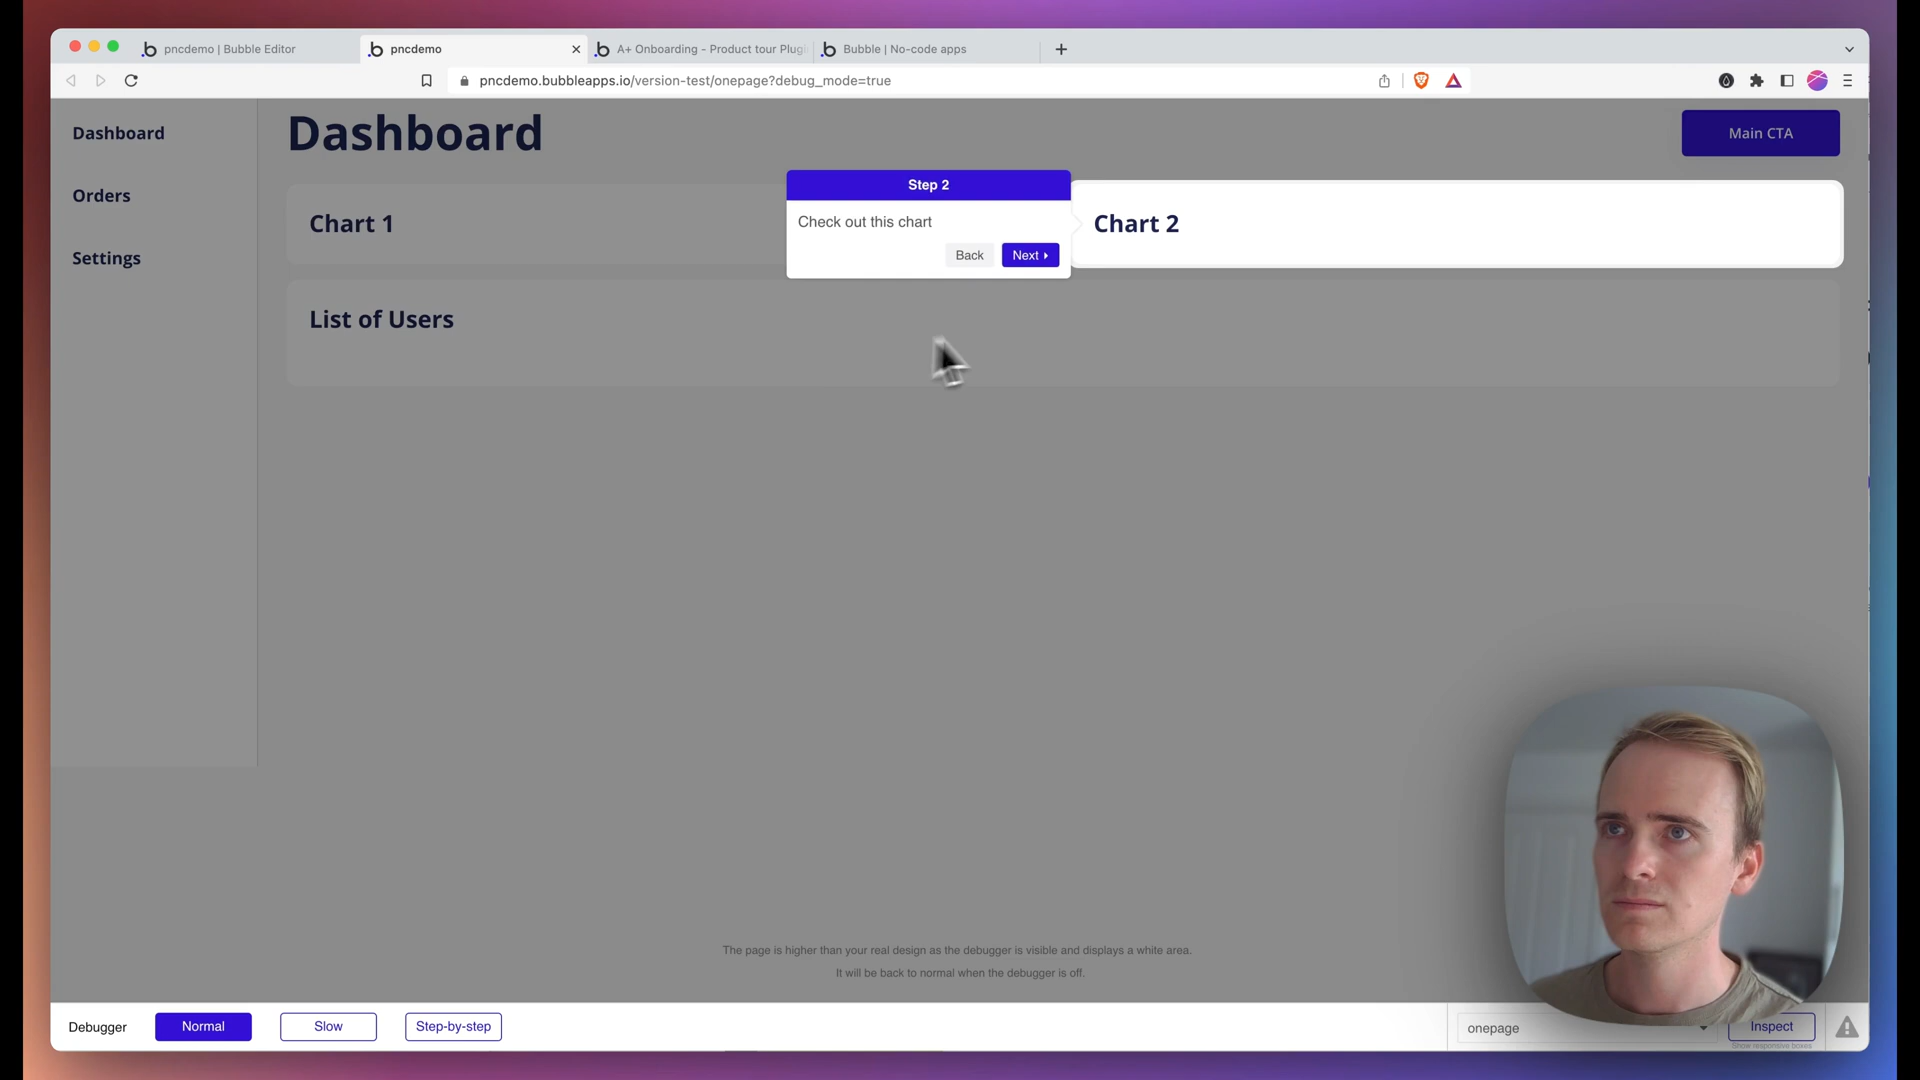 pncdemo | Bubble Editor
pncdemo
A+ Onboarding - Product tour Plugi
Bubble | No-code apps
pncdemo.bubbleapps.io/version-test/onepage?debug_mode=true
Dashboard
Orders
Settings
Dashboard
Main CTA
Chart 1
Step 2
Check out this chart
Back
Next
Chart 2
List of Users
The page is higher than your real design as the debugger is visible and displays a white area.
It will be back to normal when the debugger is off.
Debugger
Normal
Slow
Step-by-step
onepage
Inspect
Show responsive boxes